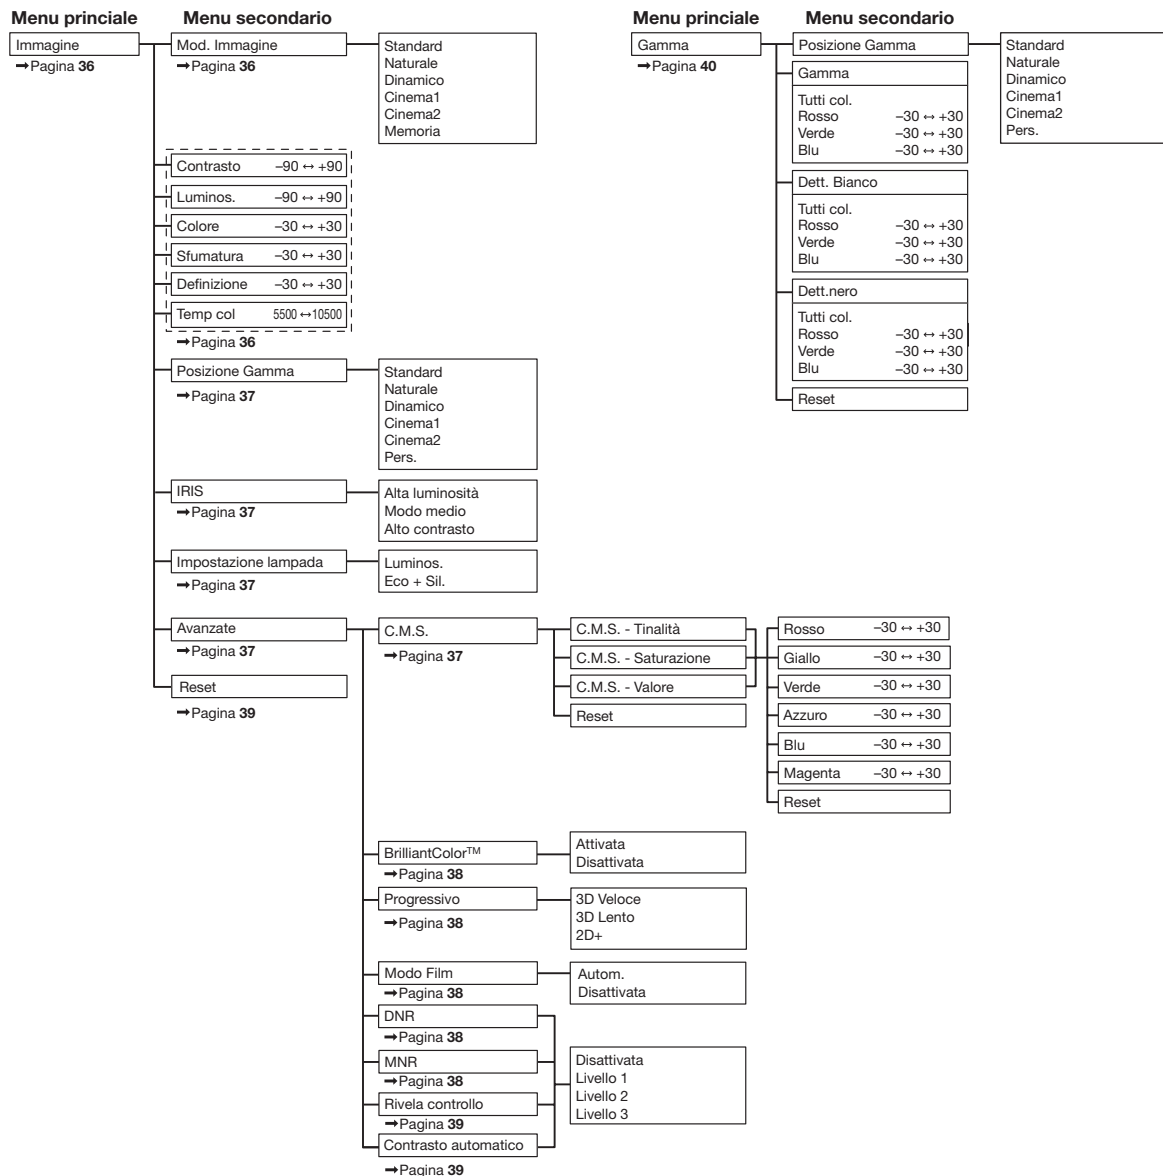 Menu princiale
Menu secondario
Immagine
➞Pagina 36
Mod. Immagine
➞Pagina 36
Standard
Naturale
Dinamico
Cinema1
Cinema2
Memoria
Contrasto –90 ↔ +90
Luminos. –90 ↔ +90
Colore –30 ↔ +30
Sfumatura –30 ↔ +30
Definizione –30 ↔ +30
Temp col 5500 ↔10500
➞Pagina 36
Posizione Gamma
➞Pagina 37
Standard
Naturale
Dinamico
Cinema1
Cinema2
Pers.
IRIS
➞Pagina 37
Alta luminosità
Modo medio
Alto contrasto
Impostazione lampada
➞Pagina 37
Luminos.
Eco + Sil.
Avanzate
➞Pagina 37
Reset
➞Pagina 39
C.M.S.
➞Pagina 37
C.M.S. - Tinalità
C.M.S. - Saturazione
C.M.S. - Valore
Reset
Rosso –30 ↔ +30
Giallo –30 ↔ +30
Verde –30 ↔ +30
Azzuro –30 ↔ +30
Blu –30 ↔ +30
Magenta –30 ↔ +30
Reset
BrilliantColor™
➞Pagina 38
Attivata
Disattivata
Progressivo
➞Pagina 38
3D Veloce
3D Lento
2D+
Modo Film
➞Pagina 38
Autom.
Disattivata
DNR
➞Pagina 38
MNR
➞Pagina 38
Rivela controllo
➞Pagina 39
Contrasto automatico
➞Pagina 39
Disattivata
Livello 1
Livello 2
Livello 3
Menu princiale
Menu secondario
Gamma
➞Pagina 40
Posizione Gamma
Standard
Naturale
Dinamico
Cinema1
Cinema2
Pers.
Gamma
Tutti col.
Rosso –30 ↔ +30
Verde –30 ↔ +30
Blu –30 ↔ +30
Dett. Bianco
Tutti col.
Rosso –30 ↔ +30
Verde –30 ↔ +30
Blu –30 ↔ +30
Dett.nero
Tutti col.
Rosso –30 ↔ +30
Verde –30 ↔ +30
Blu –30 ↔ +30
Reset